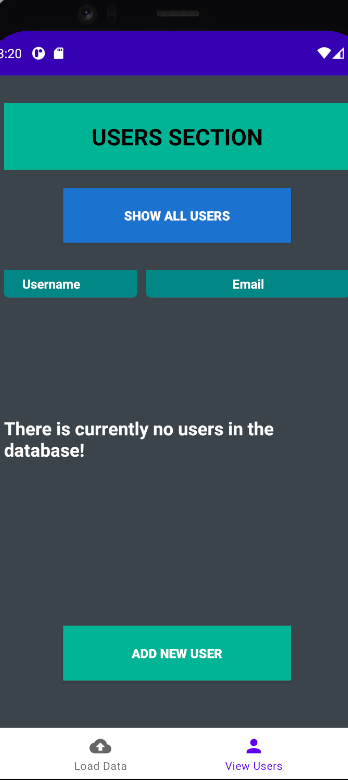 3:20
USERS SECTION
SHOW ALL USERS
Username Email
There is currently no users in the
database!
ADD NEW USER
Load Data View Users